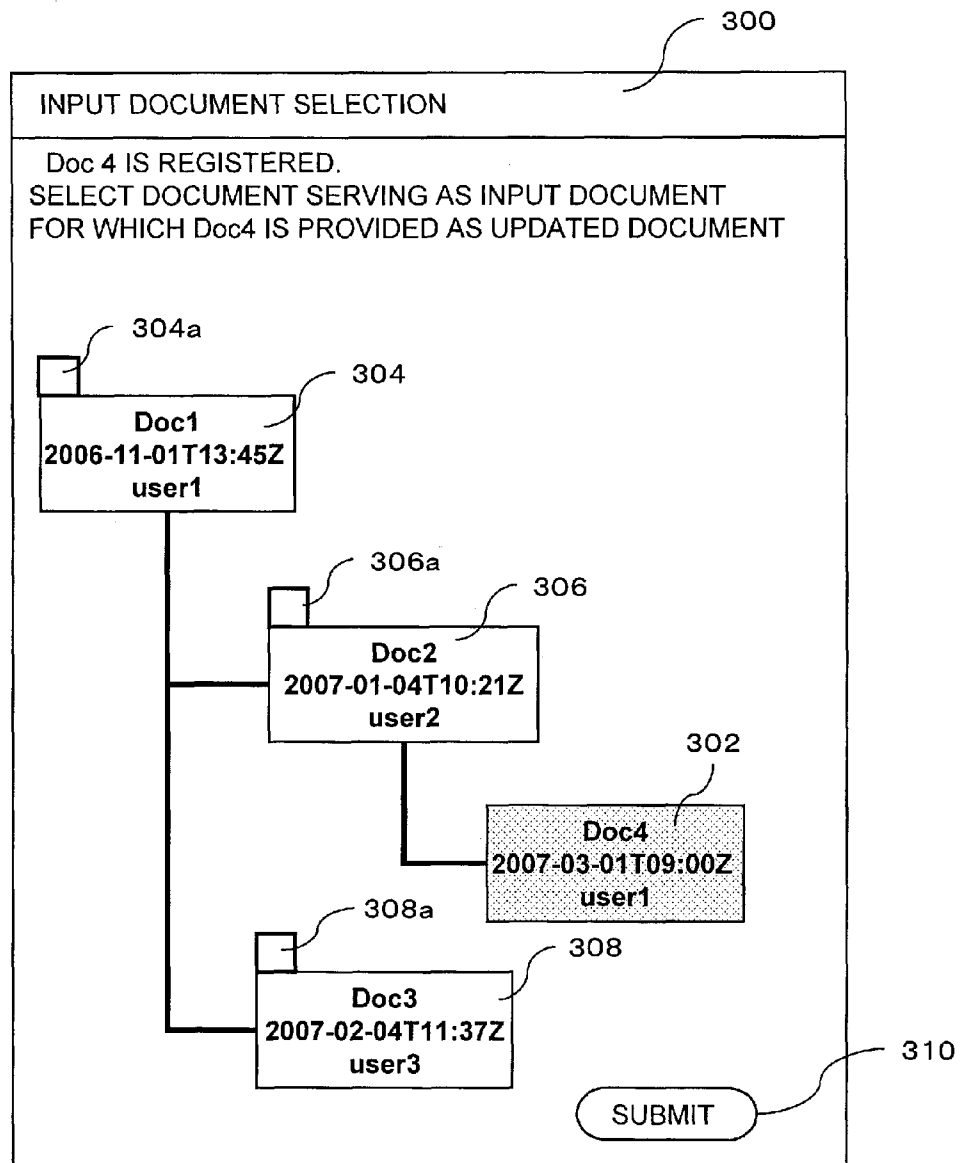 300
INPUT DOCUMENT SELECTION
Doc 4 IS REGISTERED.
SELECT DOCUMENT SERVING AS INPUT DOCUMENT
FOR WHICH Doc4 IS PROVIDED AS UPDATED DOCUMENT
304a
304
Doc1
2006-11-01T13:45Z
user1
306a
306
Doc2
2007-01-04T10:21Z
user2
302
Doc4
2007-03-01T09:00Z
user1
308a
308
Doc3
2007-02-04T11:37Z
user3
310
SUBMIT